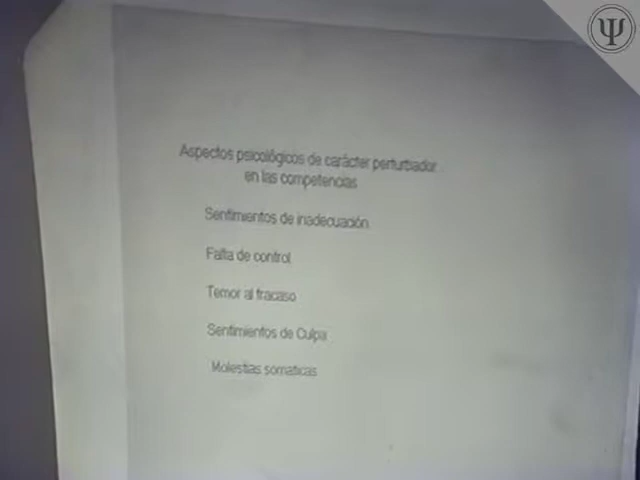 Aspectos psicológicos de carácter perturbador
en las competencias
Sentimientos de inadecuación
Falta de control
Temor al fracaso
Sentimientos de Culpa
Molestias somaticas
Ψ